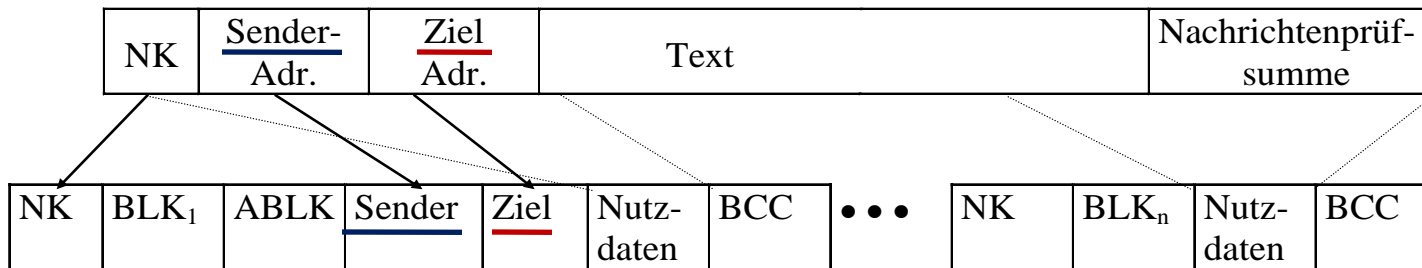 NK
Sender-
Adr.
Ziel
Adr.
Text
Nachrichtenprüf-
summe
NK
BLK₁
ABLK
Sender
Ziel
Nutz-
daten
BCC
•••
NK
BLKₙ
Nutz-
daten
BCC